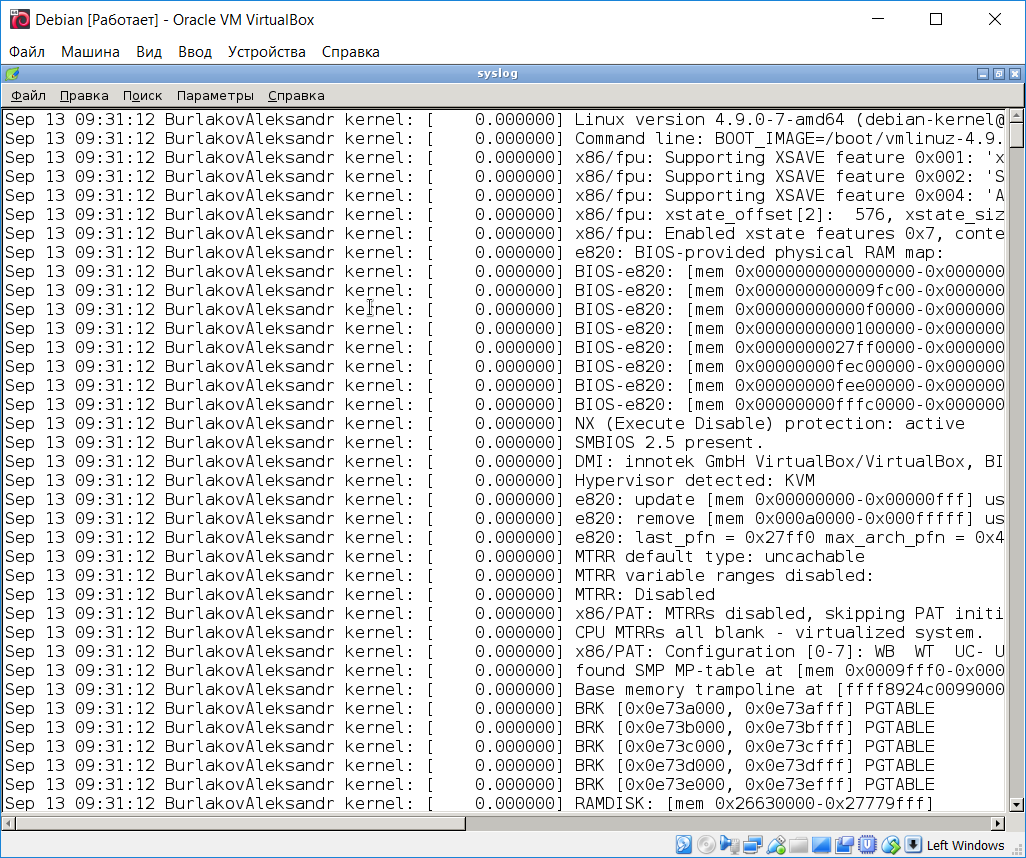 Debian [Работает] - Oracle VM VirtualBox
Файл Машина Вид Ввод Устройства Справка
syslog
Файл Правка Поиск Параметры Справка
Sep 13 09:31:12 BurlakovAleksandr kernel: [    0.000000] Linux version 4.9.0-7-amd64 (debian-kernel@
Sep 13 09:31:12 BurlakovAleksandr kernel: [    0.000000] Command line: BOOT_IMAGE=/boot/vmlinuz-4.9.
Sep 13 09:31:12 BurlakovAleksandr kernel: [    0.000000] x86/fpu: Supporting XSAVE feature 0x001: 'x
Sep 13 09:31:12 BurlakovAleksandr kernel: [    0.000000] x86/fpu: Supporting XSAVE feature 0x002: 'S
Sep 13 09:31:12 BurlakovAleksandr kernel: [    0.000000] x86/fpu: Supporting XSAVE feature 0x004: 'A
Sep 13 09:31:12 BurlakovAleksandr kernel: [    0.000000] x86/fpu: xstate_offset[2]:  576, xstate_siz
Sep 13 09:31:12 BurlakovAleksandr kernel: [    0.000000] x86/fpu: Enabled xstate features 0x7, conte
Sep 13 09:31:12 BurlakovAleksandr kernel: [    0.000000] e820: BIOS-provided physical RAM map:
Sep 13 09:31:12 BurlakovAleksandr kernel: [    0.000000] BIOS-e820: [mem 0x0000000000000000-0x000000
Sep 13 09:31:12 BurlakovAleksandr kernel: [    0.000000] BIOS-e820: [mem 0x000000000009fc00-0x000000
Sep 13 09:31:12 BurlakovAleksandr kernel: [    0.000000] BIOS-e820: [mem 0x00000000000f0000-0x000000
Sep 13 09:31:12 BurlakovAleksandr kernel: [    0.000000] BIOS-e820: [mem 0x0000000000100000-0x000000
Sep 13 09:31:12 BurlakovAleksandr kernel: [    0.000000] BIOS-e820: [mem 0x0000000027ff0000-0x000000
Sep 13 09:31:12 BurlakovAleksandr kernel: [    0.000000] BIOS-e820: [mem 0x00000000fec00000-0x000000
Sep 13 09:31:12 BurlakovAleksandr kernel: [    0.000000] BIOS-e820: [mem 0x00000000fee00000-0x000000
Sep 13 09:31:12 BurlakovAleksandr kernel: [    0.000000] BIOS-e820: [mem 0x00000000fffc0000-0x000000
Sep 13 09:31:12 BurlakovAleksandr kernel: [    0.000000] NX (Execute Disable) protection: active
Sep 13 09:31:12 BurlakovAleksandr kernel: [    0.000000] SMBIOS 2.5 present.
Sep 13 09:31:12 BurlakovAleksandr kernel: [    0.000000] DMI: innotek GmbH VirtualBox/VirtualBox, BI
Sep 13 09:31:12 BurlakovAleksandr kernel: [    0.000000] Hypervisor detected: KVM
Sep 13 09:31:12 BurlakovAleksandr kernel: [    0.000000] e820: update [mem 0x00000000-0x00000fff] us
Sep 13 09:31:12 BurlakovAleksandr kernel: [    0.000000] e820: remove [mem 0x000a0000-0x000fffff] us
Sep 13 09:31:12 BurlakovAleksandr kernel: [    0.000000] e820: last_pfn = 0x27ff0 max_arch_pfn = 0x4
Sep 13 09:31:12 BurlakovAleksandr kernel: [    0.000000] MTRR default type: uncachable
Sep 13 09:31:12 BurlakovAleksandr kernel: [    0.000000] MTRR variable ranges disabled:
Sep 13 09:31:12 BurlakovAleksandr kernel: [    0.000000] MTRR: Disabled
Sep 13 09:31:12 BurlakovAleksandr kernel: [    0.000000] x86/PAT: MTRRs disabled, skipping PAT initi
Sep 13 09:31:12 BurlakovAleksandr kernel: [    0.000000] CPU MTRRs all blank - virtualized system.
Sep 13 09:31:12 BurlakovAleksandr kernel: [    0.000000] x86/PAT: Configuration [0-7]: WB  WT  UC- U
Sep 13 09:31:12 BurlakovAleksandr kernel: [    0.000000] found SMP MP-table at [mem 0x0009fff0-0x000
Sep 13 09:31:12 BurlakovAleksandr kernel: [    0.000000] Base memory trampoline at [ffff8924c0099000
Sep 13 09:31:12 BurlakovAleksandr kernel: [    0.000000] BRK [0x0e73a000, 0x0e73afff] PGTABLE
Sep 13 09:31:12 BurlakovAleksandr kernel: [    0.000000] BRK [0x0e73b000, 0x0e73bfff] PGTABLE
Sep 13 09:31:12 BurlakovAleksandr kernel: [    0.000000] BRK [0x0e73c000, 0x0e73cfff] PGTABLE
Sep 13 09:31:12 BurlakovAleksandr kernel: [    0.000000] BRK [0x0e73d000, 0x0e73dfff] PGTABLE
Sep 13 09:31:12 BurlakovAleksandr kernel: [    0.000000] BRK [0x0e73e000, 0x0e73efff] PGTABLE
Sep 13 09:31:12 BurlakovAleksandr kernel: [    0.000000] RAMDISK: [mem 0x26630000-0x27779fff]
Left Windows